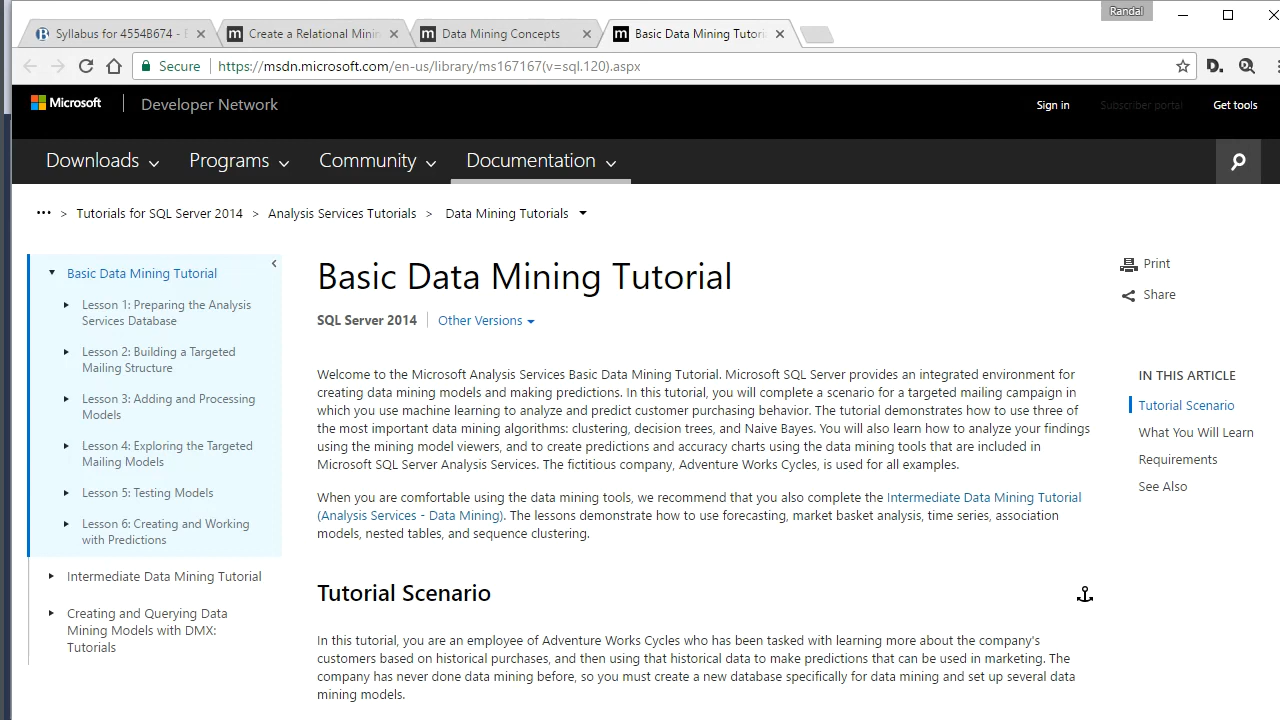 Randal
Syllabus for 4554B674 -
Create a Relational Minin
Data Mining Concepts
Basic Data Mining Tutori
Secure
https://msdn.microsoft.com/en-us/library/ms167167(v=sql.120).aspx
Microsoft
Developer Network
Sign in
Subscriber portal
Get tools
Downloads
Programs
Community
Documentation
••• > Tutorials for SQL Server 2014 > Analysis Services Tutorials > Data Mining Tutorials
Basic Data Mining Tutorial
Lesson 1: Preparing the Analysis
Services Database
Lesson 2: Building a Targeted
Mailing Structure
Lesson 3: Adding and Processing
Models
Lesson 4: Exploring the Targeted
Mailing Models
Lesson 5: Testing Models
Lesson 6: Creating and Working
with Predictions
Intermediate Data Mining Tutorial
Creating and Querying Data
Mining Models with DMX:
Tutorials
Basic Data Mining Tutorial
SQL Server 2014
Other Versions
Welcome to the Microsoft Analysis Services Basic Data Mining Tutorial. Microsoft SQL Server provides an integrated environment for
creating data mining models and making predictions. In this tutorial, you will complete a scenario for a targeted mailing campaign in
which you use machine learning to analyze and predict customer purchasing behavior. The tutorial demonstrates how to use three of
the most important data mining algorithms: clustering, decision trees, and Naive Bayes. You will also learn how to analyze your findings
using the mining model viewers, and to create predictions and accuracy charts using the data mining tools that are included in
Microsoft SQL Server Analysis Services. The fictitious company, Adventure Works Cycles, is used for all examples.
When you are comfortable using the data mining tools, we recommend that you also complete the Intermediate Data Mining Tutorial
(Analysis Services - Data Mining). The lessons demonstrate how to use forecasting, market basket analysis, time series, association
models, nested tables, and sequence clustering.
Tutorial Scenario
In this tutorial, you are an employee of Adventure Works Cycles who has been tasked with learning more about the company's
customers based on historical purchases, and then using that historical data to make predictions that can be used in marketing. The
company has never done data mining before, so you must create a new database specifically for data mining and set up several data
mining models.
Print
Share
IN THIS ARTICLE
Tutorial Scenario
What You Will Learn
Requirements
See Also